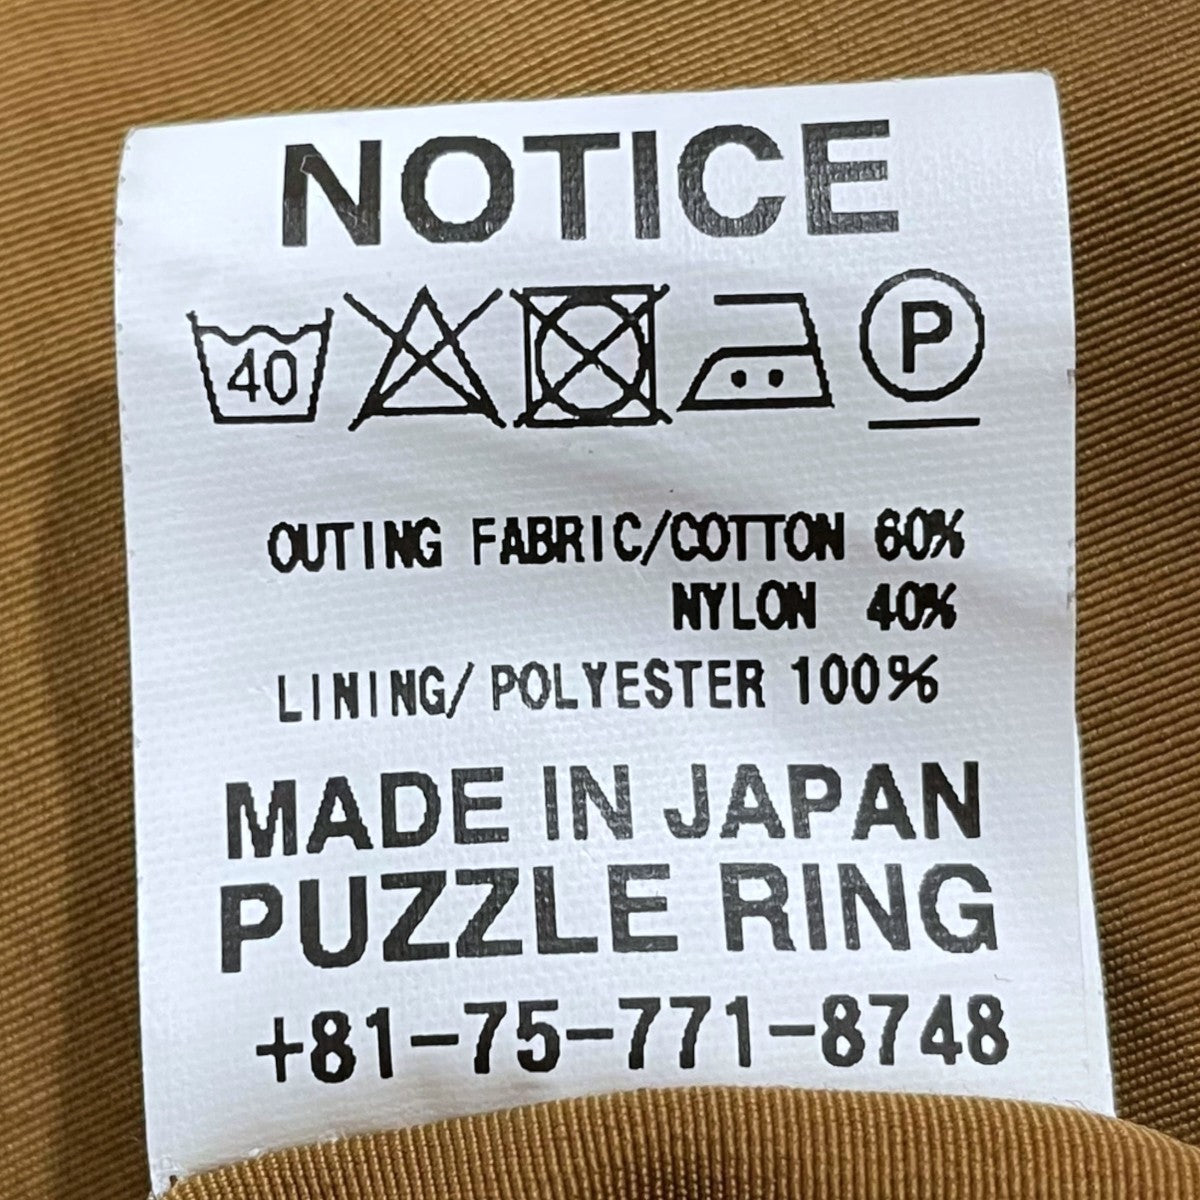 NOTICE
40 P
OUTING FABRIC/COTTON 60%
NYLON 40%
LINING/POLYESTER 100%
MADE IN JAPAN
PUZZLE RING
+81-75-771-8748